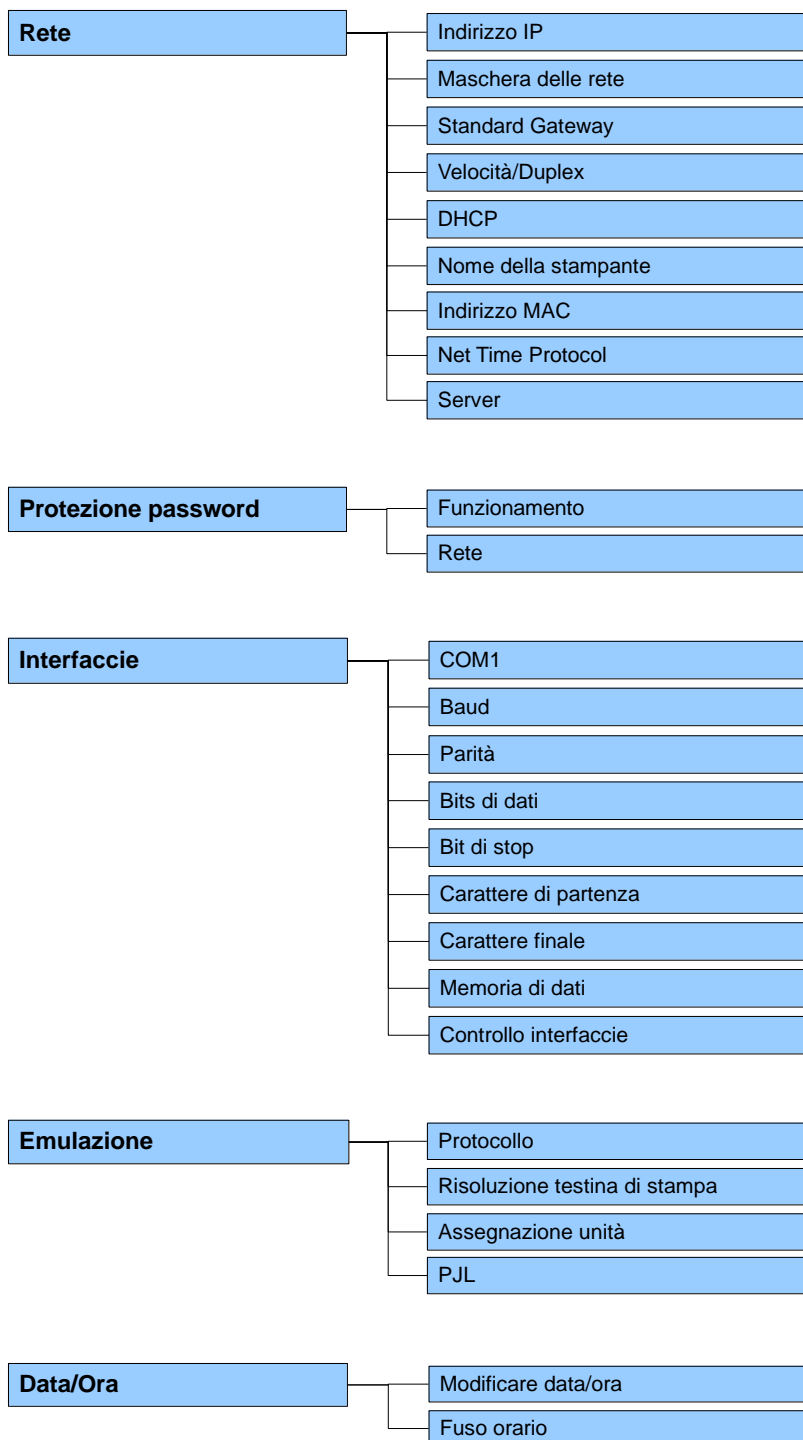 Rete
Indirizzo IP
Maschera delle rete
Standard Gateway
Velocità/Duplex
DHCP
Nome della stampante
Indirizzo MAC
Net Time Protocol
Server
Protezione password
Funzionamento
Rete
Interfaccie
COM1
Baud
Parità
Bits di dati
Bit di stop
Carattere di partenza
Carattere finale
Memoria di dati
Controllo interfaccie
Emulazione
Protocollo
Risoluzione testina di stampa
Assegnazione unità
PJL
Data/Ora
Modificare data/ora
Fuso orario